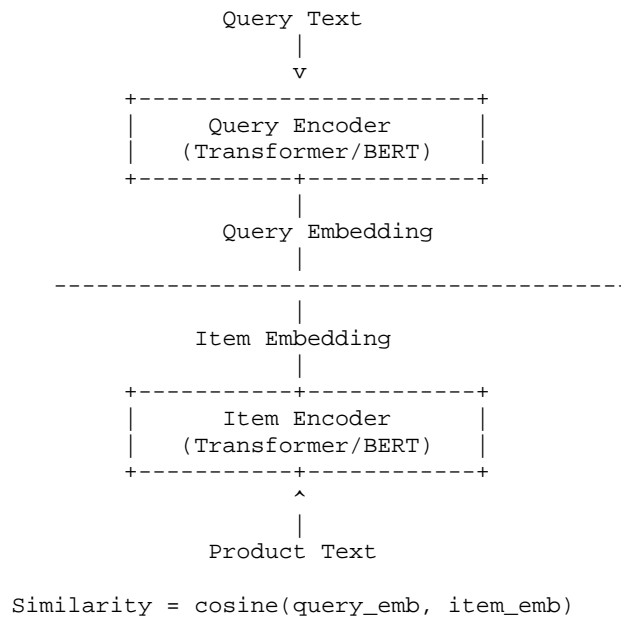 Query Text
Query Encoder
(Transformer/BERT)
Query Embedding
Item Embedding
Item Encoder
(Transformer/BERT)
Product Text
Similarity = cosine(query_emb, item_emb)